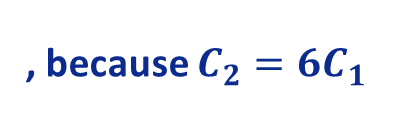 , because C₂ = 6C₁